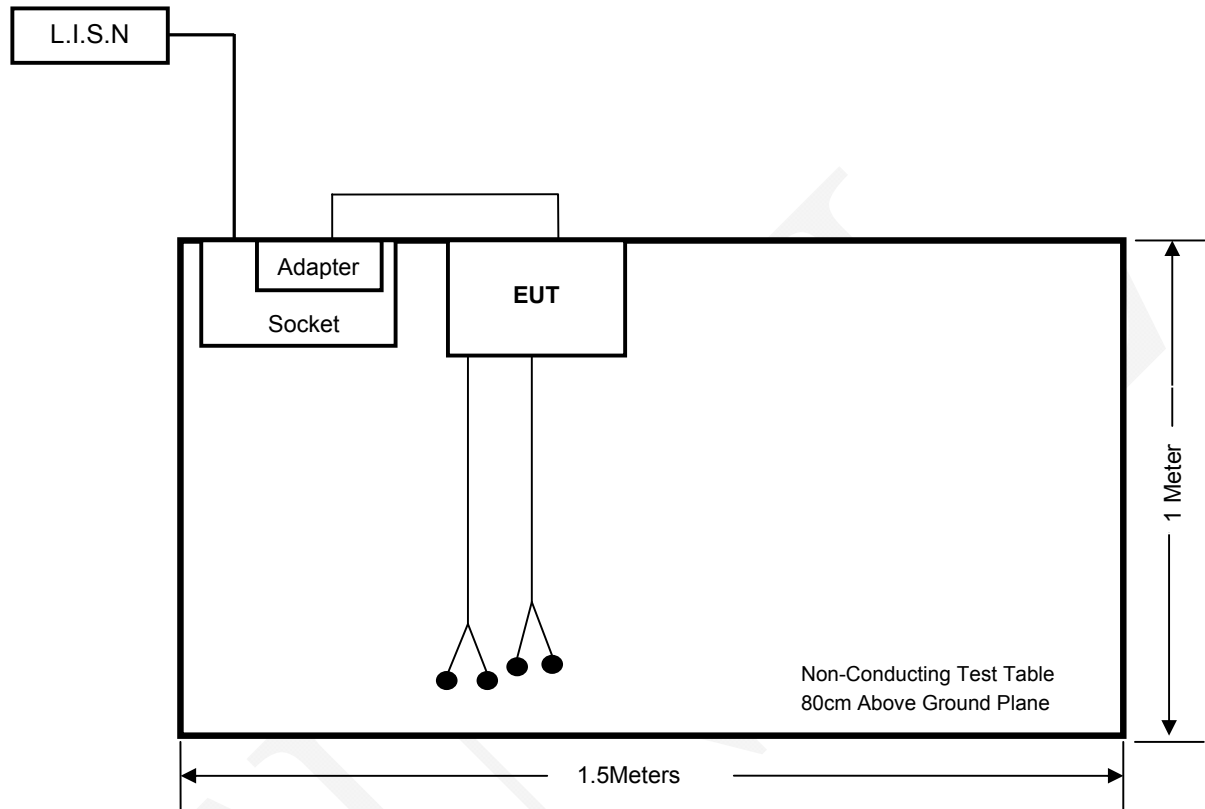 L.I.S.N
Adapter
Socket
EUT
1 Meter
Non-Conducting Test Table
80cm Above Ground Plane
1.5Meters